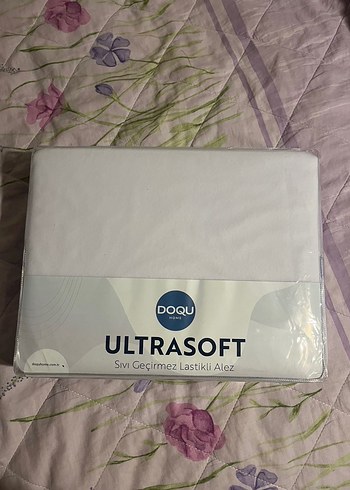 DOQU
HOME
ULTRASOFT
Sıvı Geçirmez Lastikli Alez